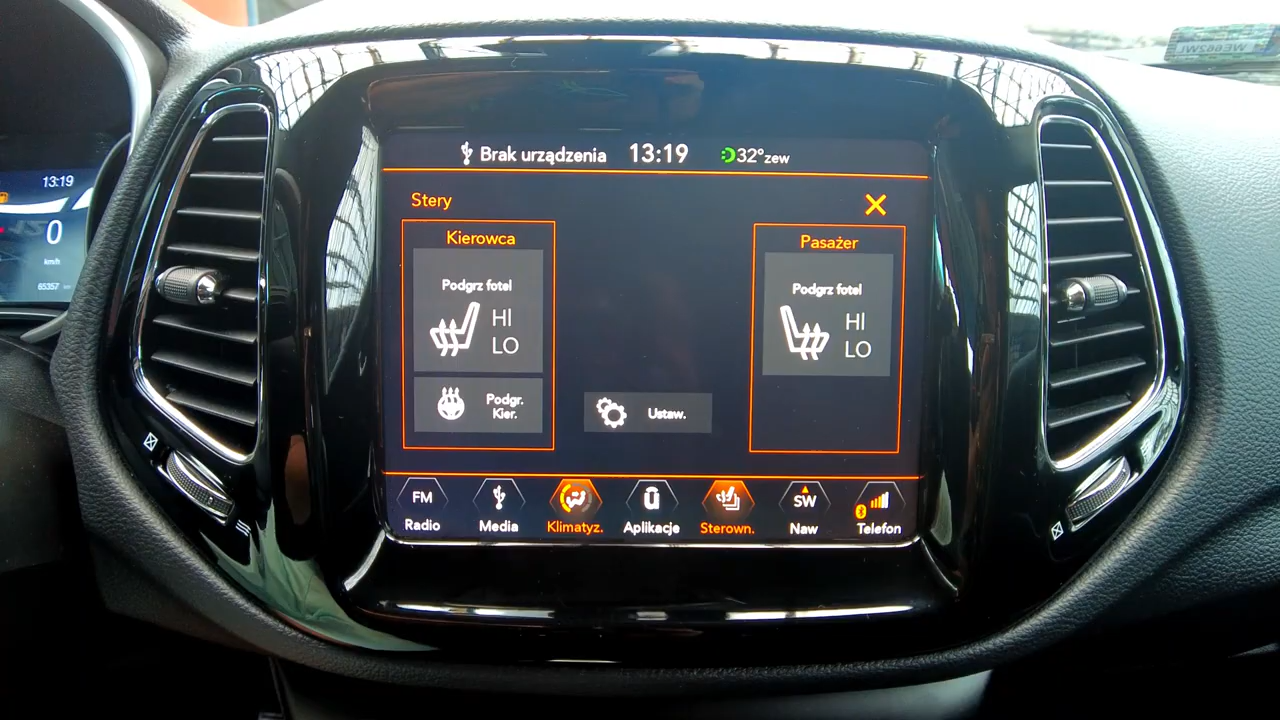 Brak urządzenia 13:19 32°zew
13:19
0
km/h
65357
Stery
Kierowca
Podgrz fotel
HI
LO
Podgr.
Kier.
Ustaw.
Pasażer
Podgrz fotel
HI
LO
FM
Radio
Media
Klimatyz.
Aplikacje
Sterown.
SW
Naw
Telefon